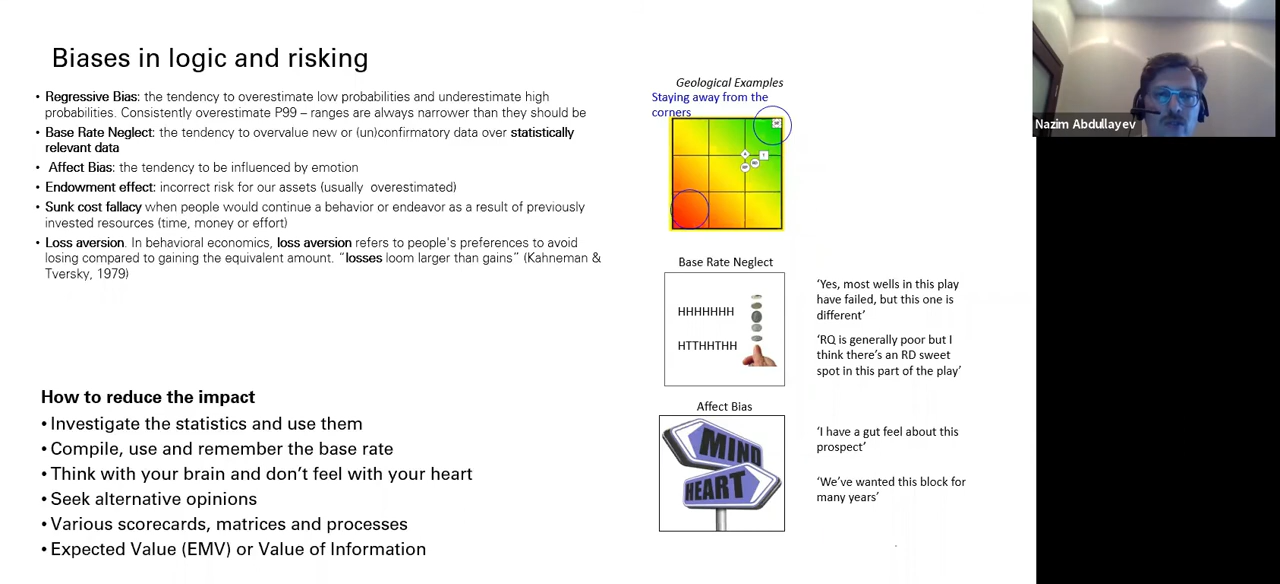 Biases in logic and risking
• Regressive Bias: the tendency to overestimate low probabilities and underestimate high
probabilities. Consistently overestimate P99 – ranges are always narrower than they should be
• Base Rate Neglect: the tendency to overvalue new or (un)confirmatory data over statistically
relevant data
• Affect Bias: the tendency to be influenced by emotion
• Endowment effect: incorrect risk for our assets (usually overestimated)
• Sunk cost fallacy when people would continue a behavior or endeavor as a result of previously
invested resources (time, money or effort)
• Loss aversion. In behavioral economics, loss aversion refers to people's preferences to avoid
losing compared to gaining the equivalent amount. "losses loom larger than gains" (Kahneman &
Tversky, 1979)
How to reduce the impact
• Investigate the statistics and use them
• Compile, use and remember the base rate
• Think with your brain and don't feel with your heart
• Seek alternative opinions
• Various scorecards, matrices and processes
• Expected Value (EMV) or Value of Information
Geological Examples
Staying away from the
corners
Base Rate Neglect
HHHHHHH
HTTHHTHH
'Yes, most wells in this play
have failed, but this one is
different'
'RQ is generally poor but I
think there's an RD sweet
spot in this part of the play'
Affect Bias
MIND
HEART
'I have a gut feel about this
prospect'
'We've wanted this block for
many years'
Nazim Abdullayev